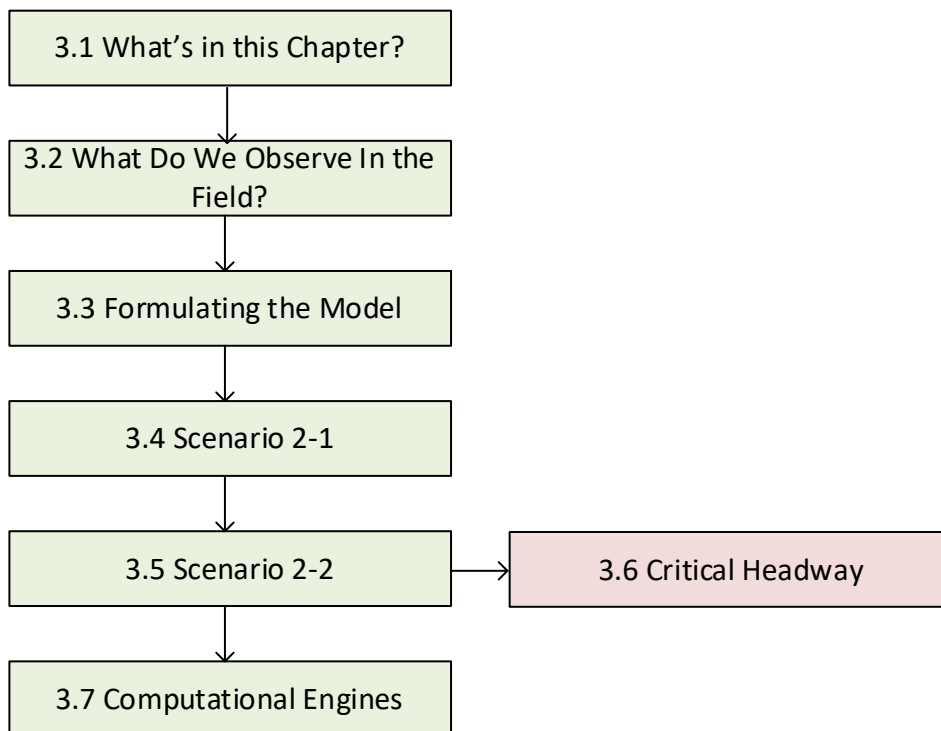 3.1 What’s in this Chapter?
3.2 What Do We Observe In the
Field?
3.3 Formulating the Model
3.4 Scenario 2-1
3.5 Scenario 2-2
3.6 Critical Headway
3.7 Computational Engines